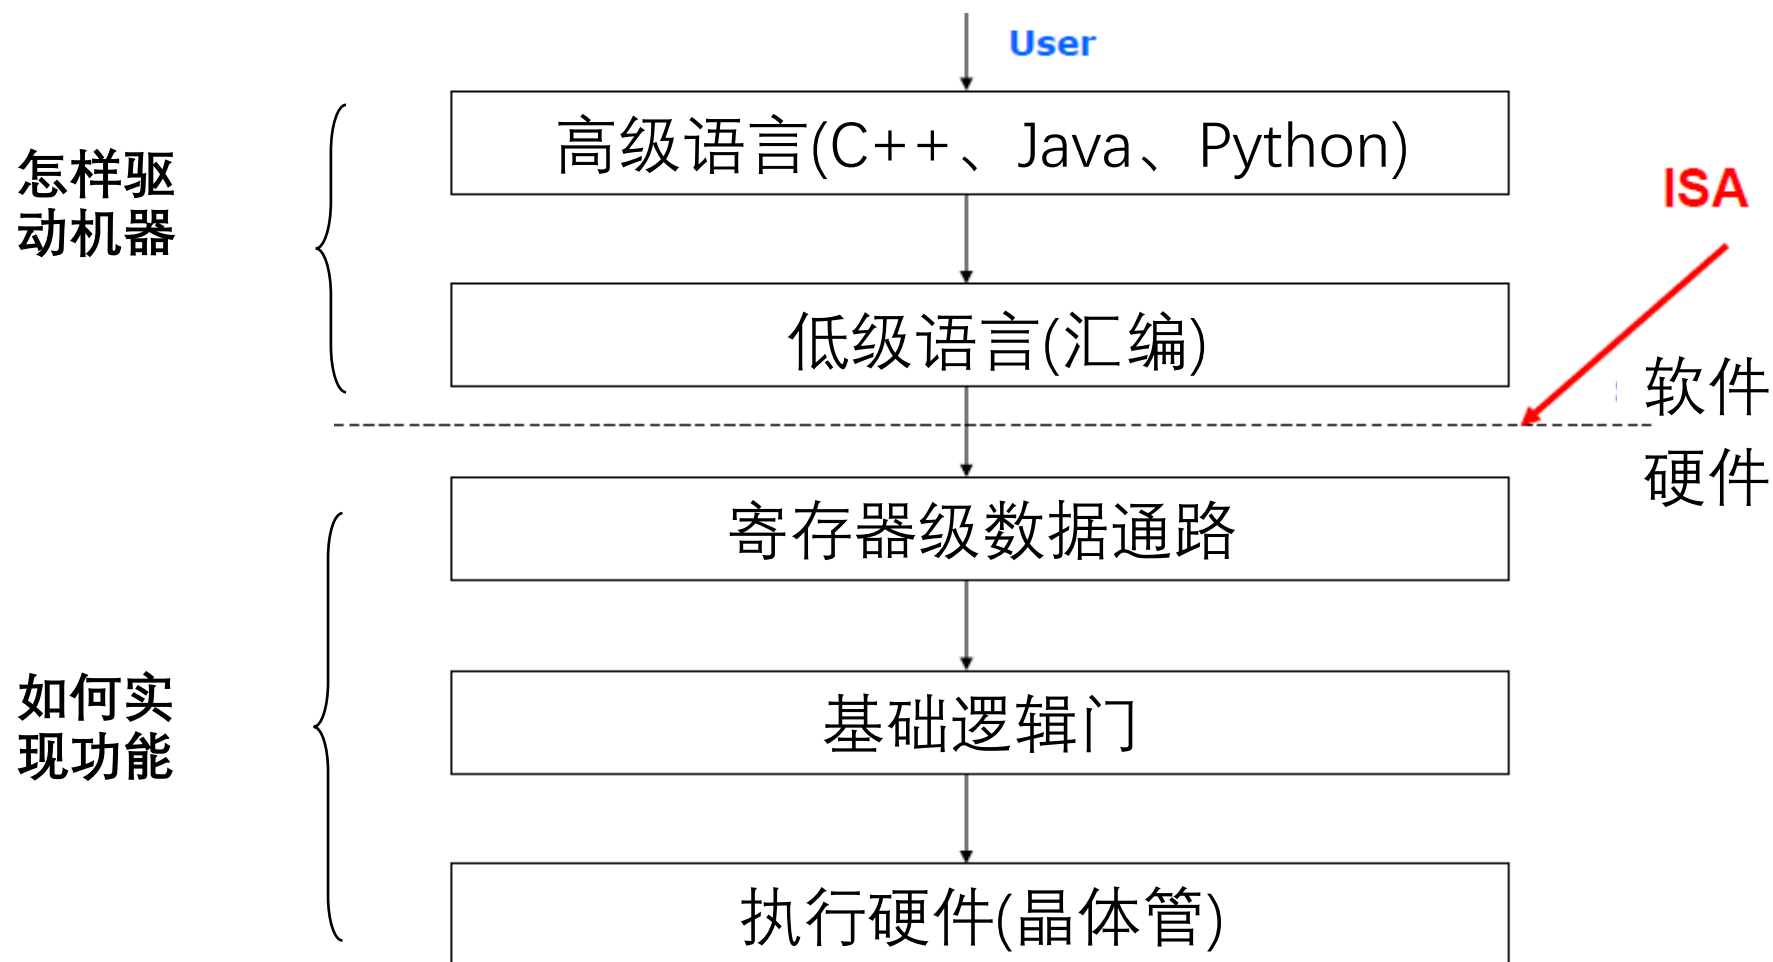 User
高级语言(C++、Java、Python)
怎样驱
动机器
ISA
低级语言(汇编)
软件
硬件
寄存器级数据通路
如何实
现功能
基础逻辑门
执行硬件(晶体管)